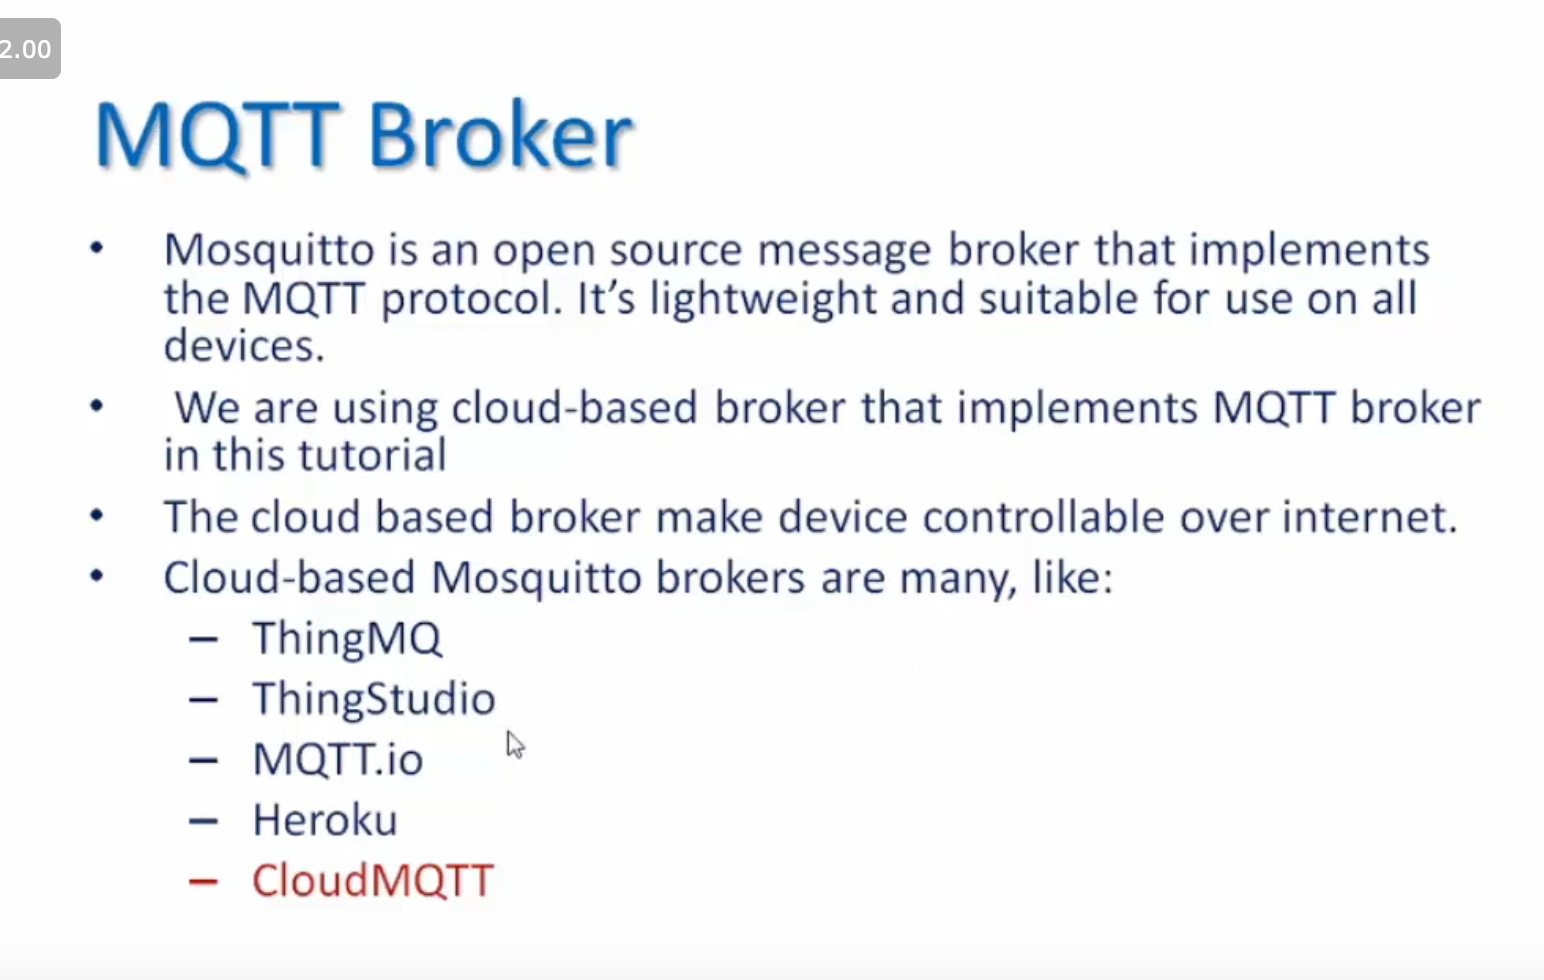 2.00
MQTT Broker
• Mosquitto is an open source message broker that implements
the MQTT protocol. It’s lightweight and suitable for use on all
devices.
• We are using cloud-based broker that implements MQTT broker
in this tutorial
• The cloud based broker make device controllable over internet.
• Cloud-based Mosquitto brokers are many, like:
– ThingMQ
– ThingStudio
– MQTT.io
– Heroku
– CloudMQTT